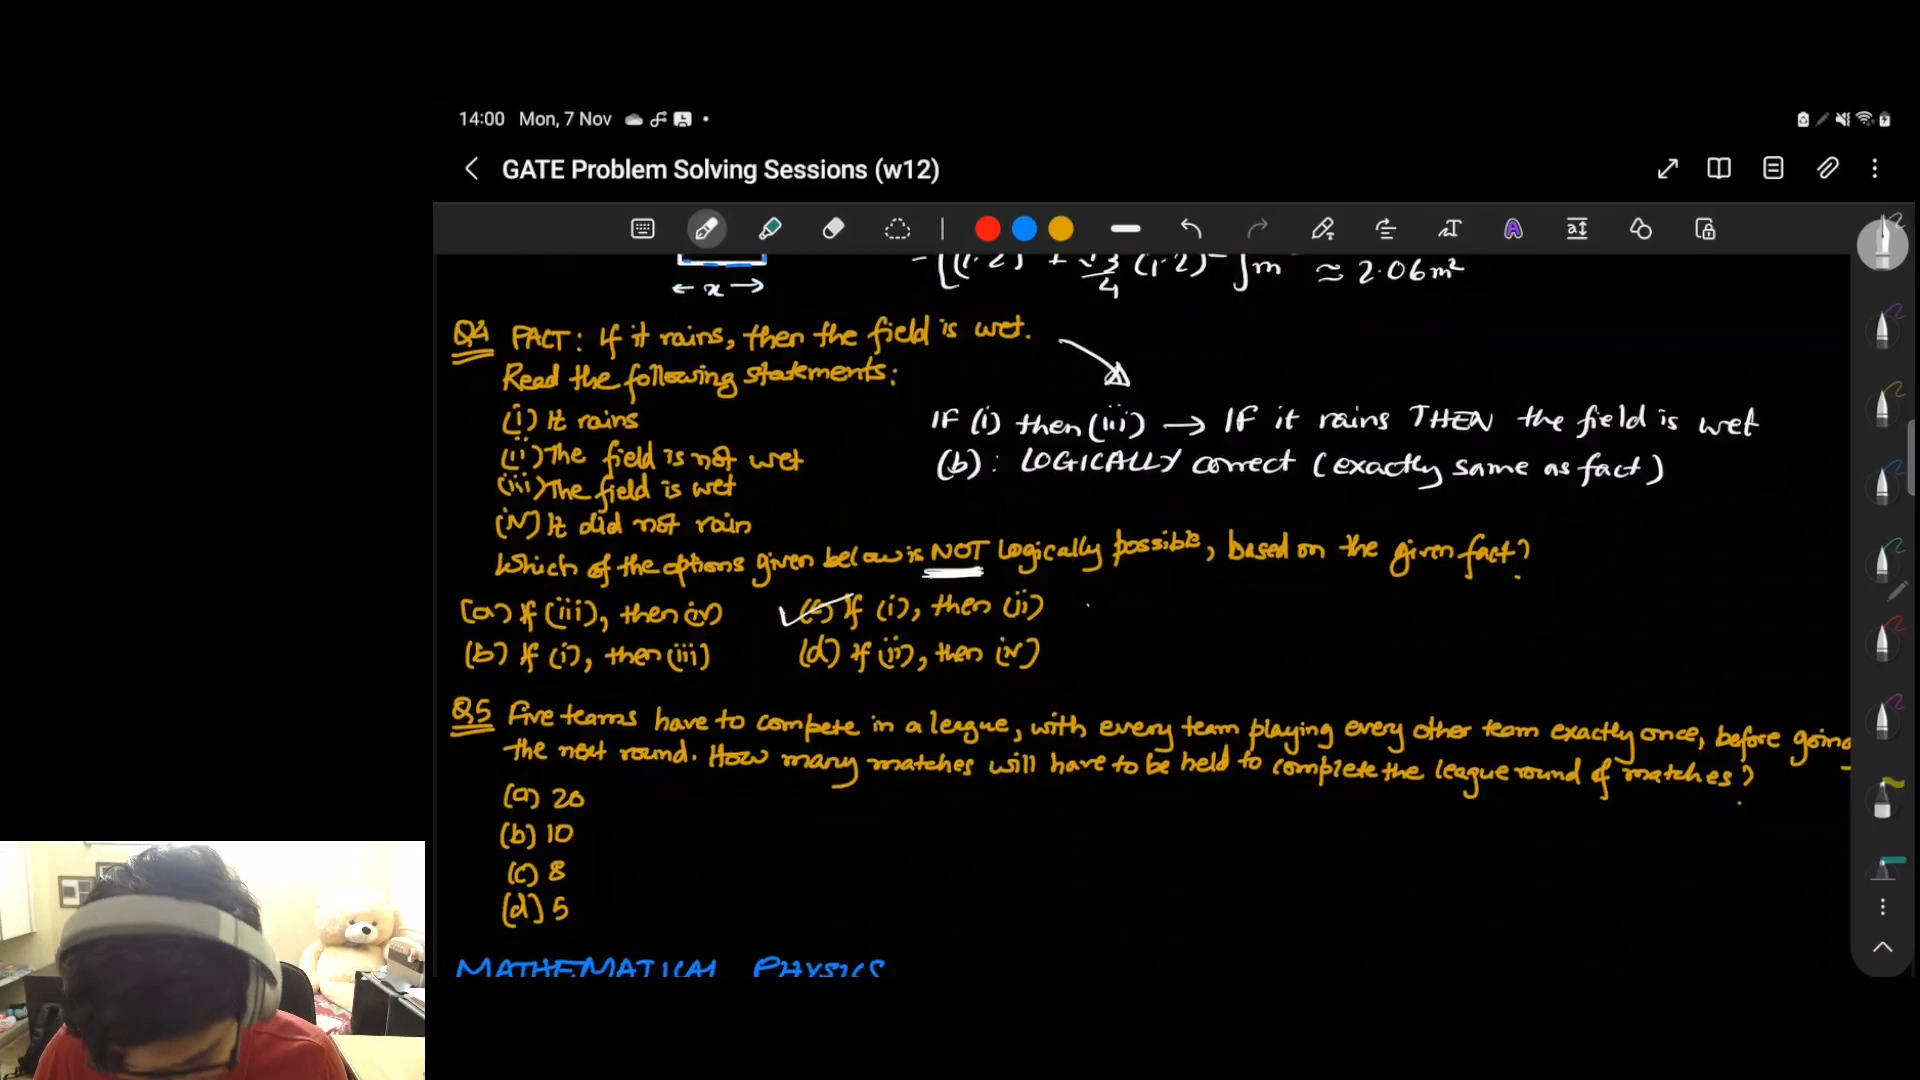 14:00 Mon, 7 Nov
GATE Problem Solving Sessions (w12)
≈ 2.06m²
← x →
Q4 FACT: If it rains, then the field is wet.
Read the following statements:
(i) It rains
(ii) The field is not wet
(iii) The field is wet
(iv) It did not rain
IF (i) then (iii) → IF it rains THEN the field is wet
(b): LOGICALLY correct (exactly same as fact)
Which of the options given below is NOT logically possible, based on the given fact?
(a) If (iii), then (iv)
(c) If (i), then (ii)
(b) If (i), then (iii)
(d) If (ii), then (iv)
Q5 Five teams have to compete in a league, with every team playing every other team exactly once, before going
the next round. How many matches will have to be held to complete the league round of matches?
(a) 20
(b) 10
(c) 8
(d) 5
MATHEMATICAL PHYSICS